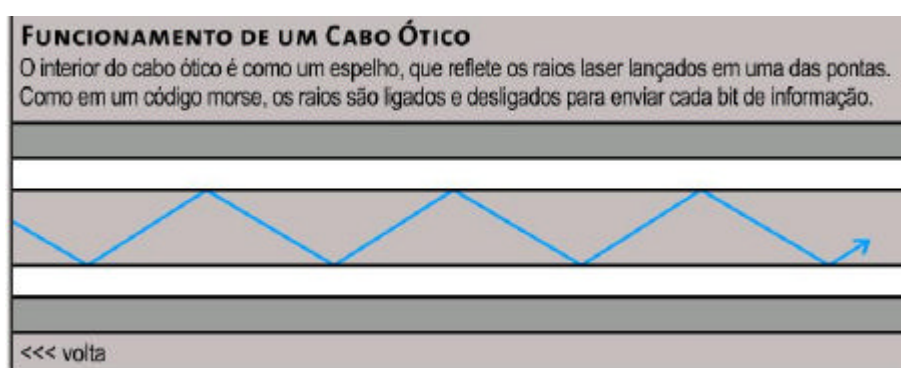 FUNCIONAMENTO DE UM CABO ÓTICO
O interior do cabo ótico é como um espelho, que reflete os raios laser lançados em uma das pontas.
Como em um código morse, os raios são ligados e desligados para enviar cada bit de informação.
<<< volta